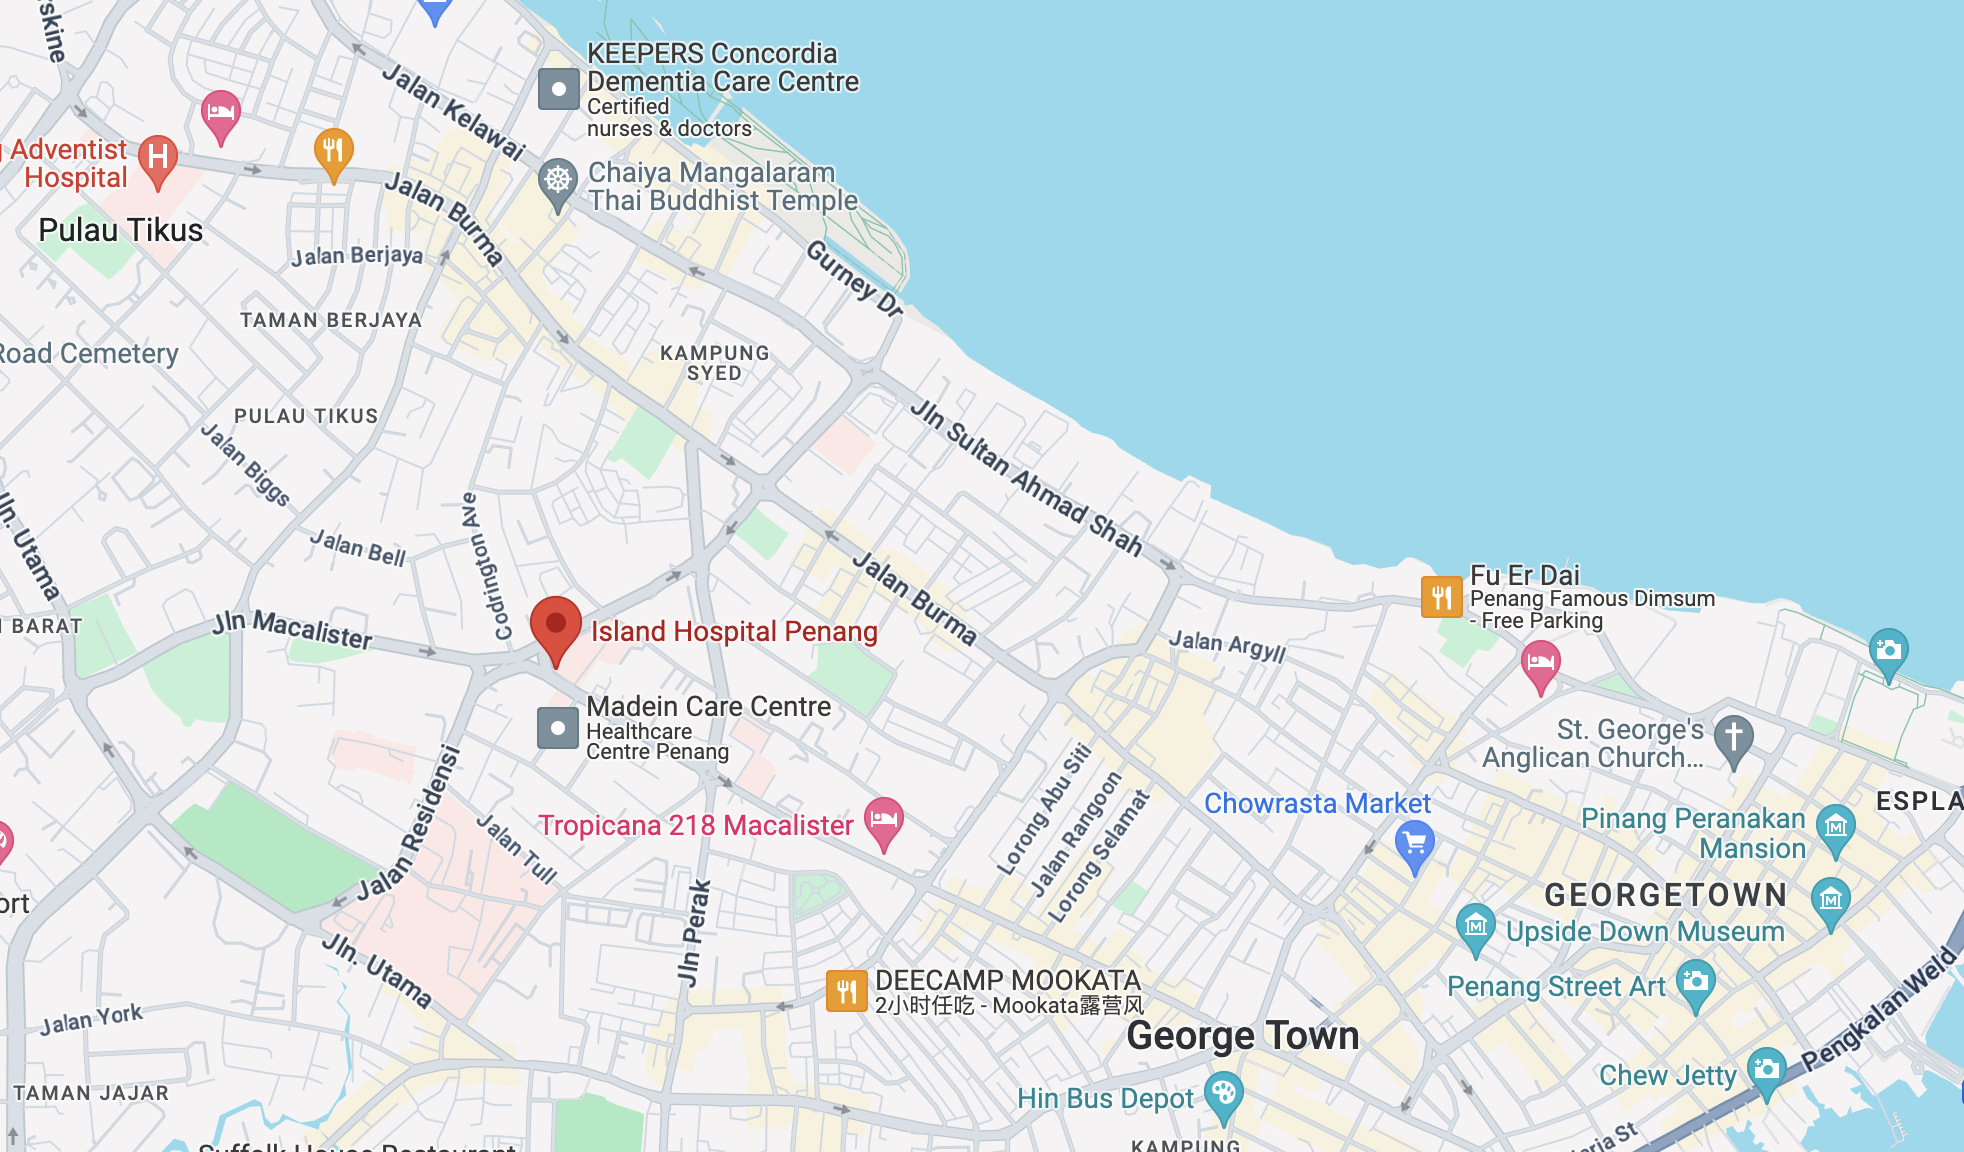 KEEPERS Concordia
Dementia Care Centre
Certified
nurses & doctors
Jalan Kelawai
Adventist
Hospital
Chaiya Mangalaram
Thai Buddhist Temple
Pulau Tikus
Jalan Burma
Jalan Berjaya
Gurney Dr
TAMAN BERJAYA
Road Cemetery
KAMPUNG
SYED
PULAU TIKUS
Jalan Biggs
Jln Sultan Ahmad Shah
Codrington Ave
Jalan Bell
Jln. Utama
Jalan Burma
Fu Er Dai
Penang Famous Dimsum
- Free Parking
BARAT
Jln Macalister
Island Hospital Penang
Jalan Argyll
Madein Care Centre
Healthcare
Centre Penang
St. George's
Anglican Church...
Jalan Residensi
Lorong Abu Siti
Jalan Rangoon
Lorong Selamat
Chowrasta Market
ESPLA
Tropicana 218 Macalister
Pinang Peranakan
Mansion
Jalan Tull
GEORGETOWN
ort
Jln Perak
Upside Down Museum
Jln. Utama
DEECAMP MOOKATA
2小时任吃 - Mookata露营风
Penang Street Art
Pengkalan Weld
Jalan York
George Town
TAMAN JAJAR
Hin Bus Depot
Chew Jetty
Suffolk House Restaurant
KAMPUNG
eria St